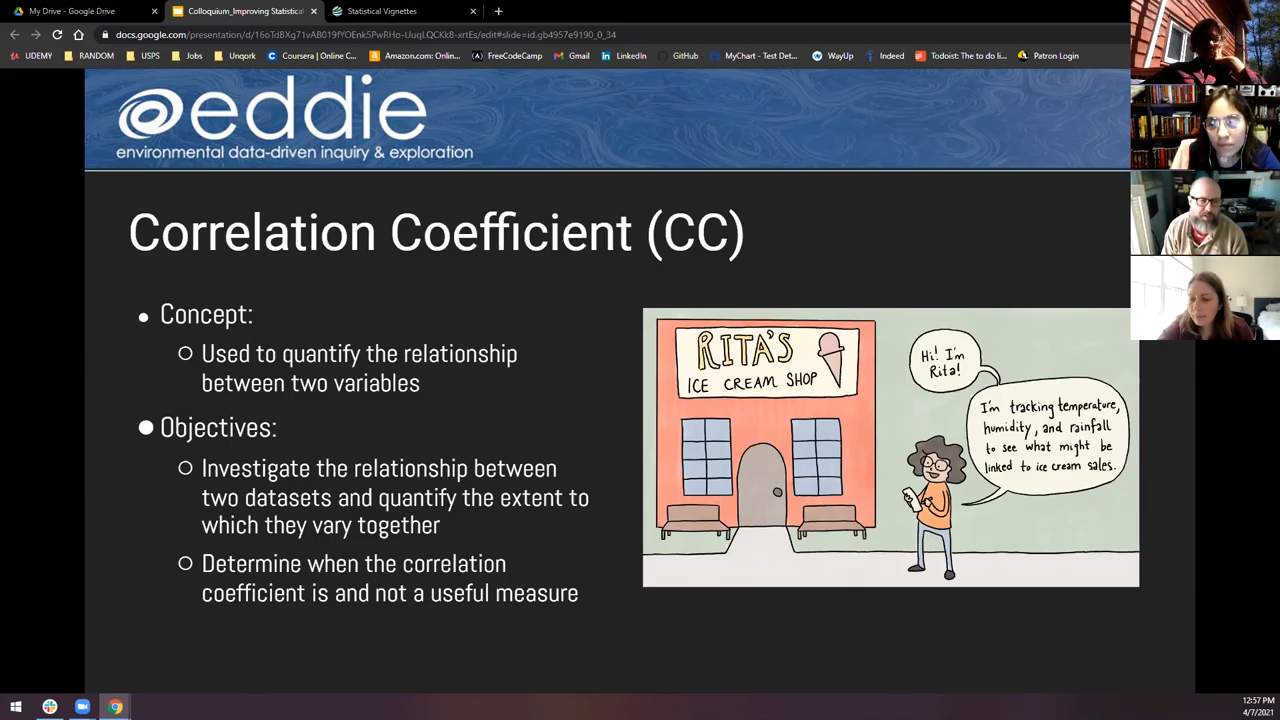 My Drive - Google Drive
Colloquium_Improving Statistical
Statistical Vignettes
docs.google.com/presentation/d/16oTdBXg71vAB019fYOEnk5PwRHo-UuqLQCKk8-xrtEs/edit#slide=id.gb4957e9190_0_34
UDEMY
RANDOM
USPS
Jobs
Unqork
Coursera | Online C...
Amazon.com: Onlin...
FreeCodeCamp
Gmail
LinkedIn
GitHub
MyChart - Test Det...
WayUp
Indeed
Todoist: The to do li...
Patron Login
eddie
environmental data-driven inquiry & exploration
Correlation Coefficient (CC)
Concept:
Used to quantify the relationship
between two variables
Objectives:
Investigate the relationship between
two datasets and quantify the extent to
which they vary together
Determine when the correlation
coefficient is and not a useful measure
RITA'S
ICE CREAM SHOP
Hi! I'm
Rita!
I'm tracking temperature,
humidity, and rainfall
to see what might be
linked to ice cream sales.
12:57 PM
4/7/2021